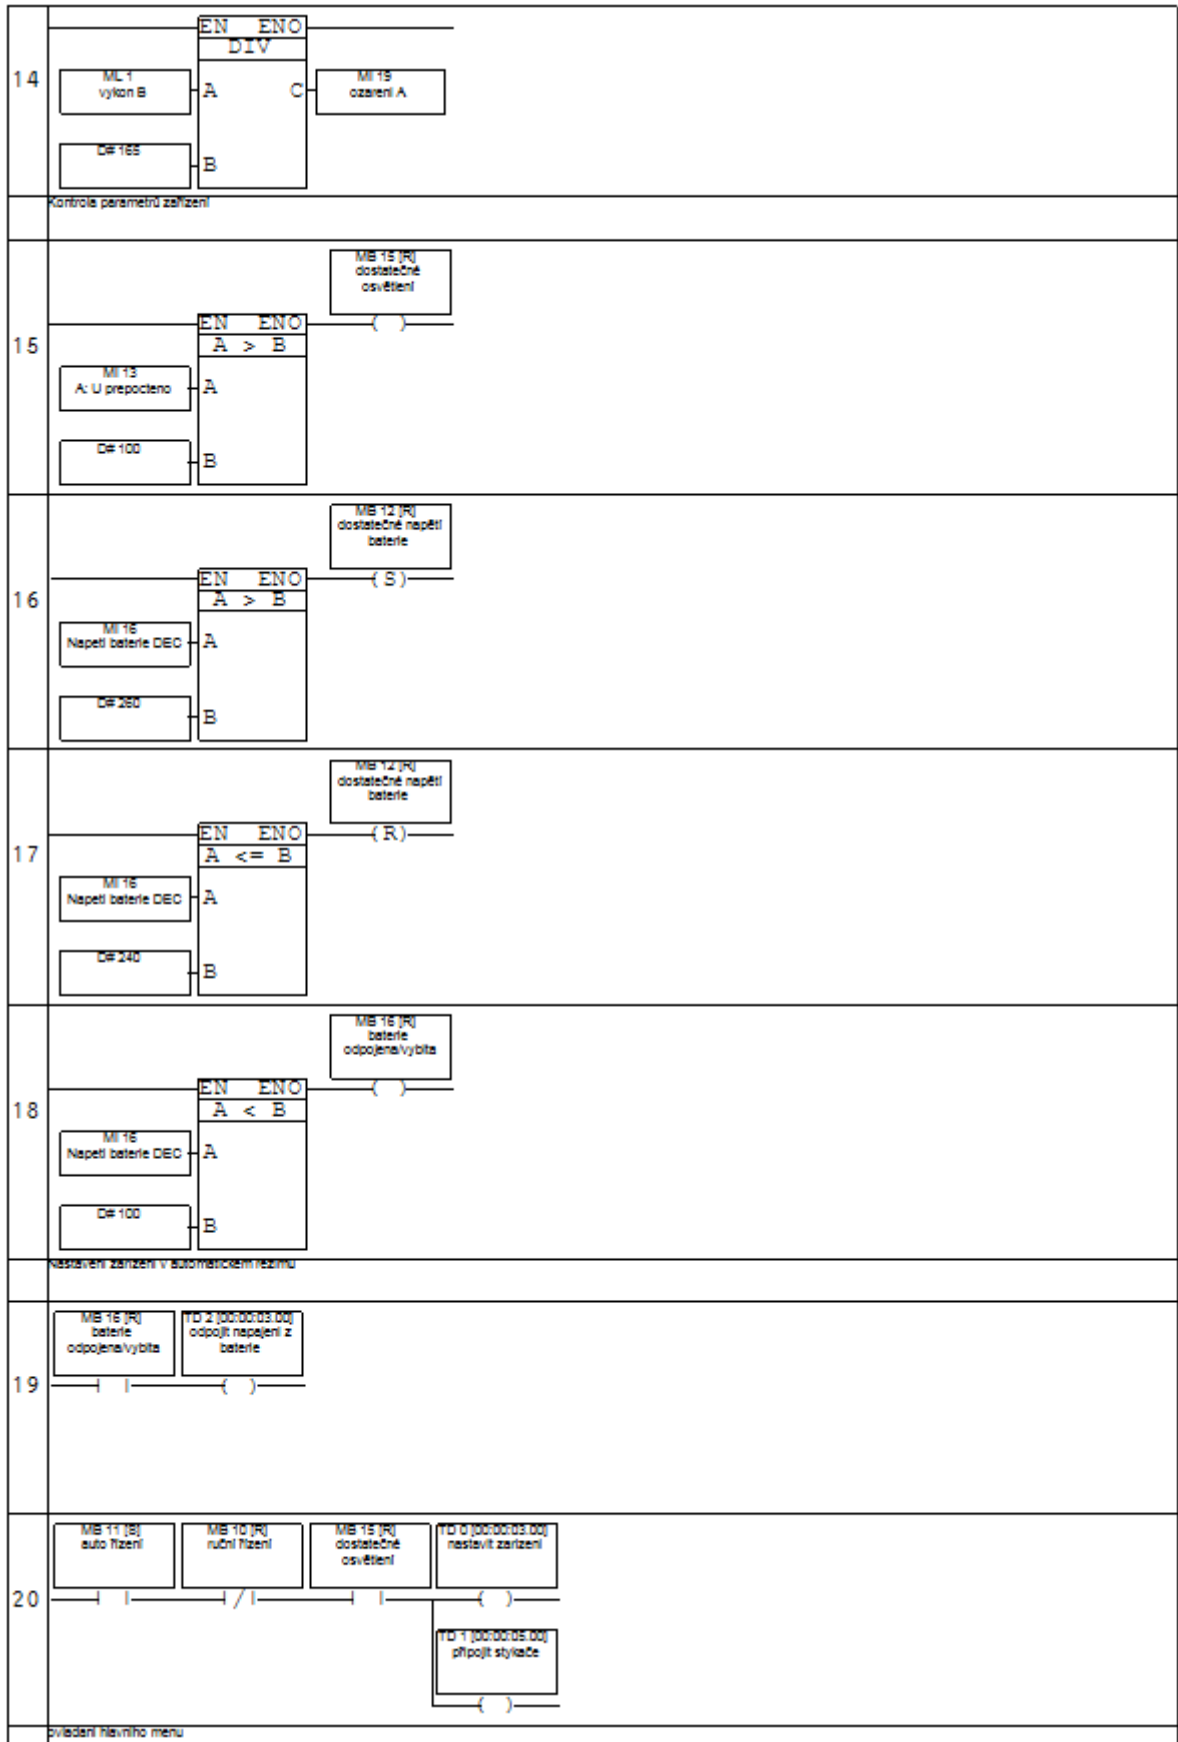 14
EN ENO
DIV
ML 1
vykon B
A
C
MI 19
ozareni A
D# 165
B
Kontrola parametrů zařízení
15
MB 15 [R]
dostatečné
osvětlení
EN ENO
A > B
MI 13
A: U prepocteno
A
D# 100
B
16
MB 12 [R]
dostatečné napětí
baterie
EN ENO
(S)
A > B
MI 16
Napeti baterie DEC
A
D# 260
B
17
MB 12 [R]
dostatečné napětí
baterie
EN ENO
(R)
A <= B
MI 16
Napeti baterie DEC
A
D# 240
B
18
MB 16 [R]
baterie
odpojena/vybita
EN ENO
A < B
MI 16
Napeti baterie DEC
A
D# 100
B
Nastavení zařízení v automatickém režimu
19
MB 16 [R]
baterie
odpojena/vybita
TD 2 [00:00:03.00]
odpojit napajeni z
baterie
20
MB 11 [S]
auto řízení
MB 10 [R]
ruční řízení
MB 15 [R]
dostatečné
osvětlení
TD 0 [00:00:03.00]
nastavit zarizeni
TD 1 [00:00:05.00]
připojit stykače
ovladani hlavního menu